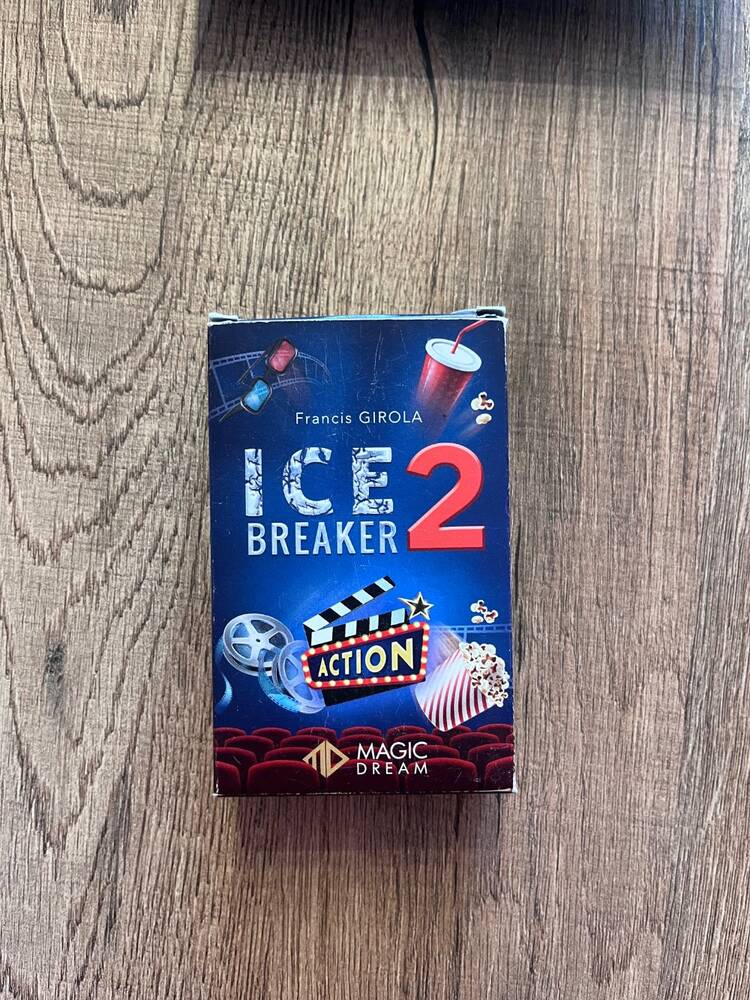 Francis GIROLA
ICE
BREAKER 2
ACTION
MAGIC
DREAM